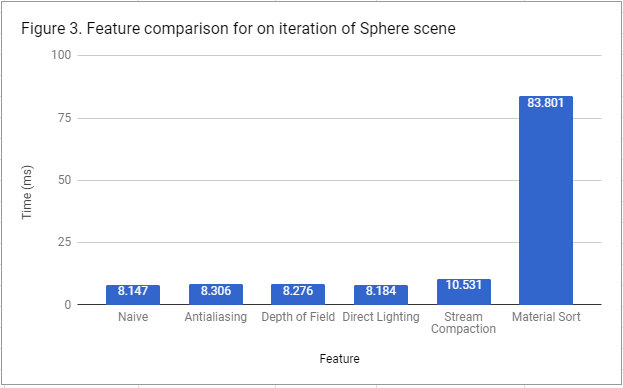 Figure 3. Feature comparison for on iteration of Sphere scene
100
75
50
25
0
Time (ms)
8.147
8.306
8.276
8.184
10.531
83.801
Naive
Antialiasing
Depth of Field
Direct Lighting
Stream
Compaction
Material Sort
Feature